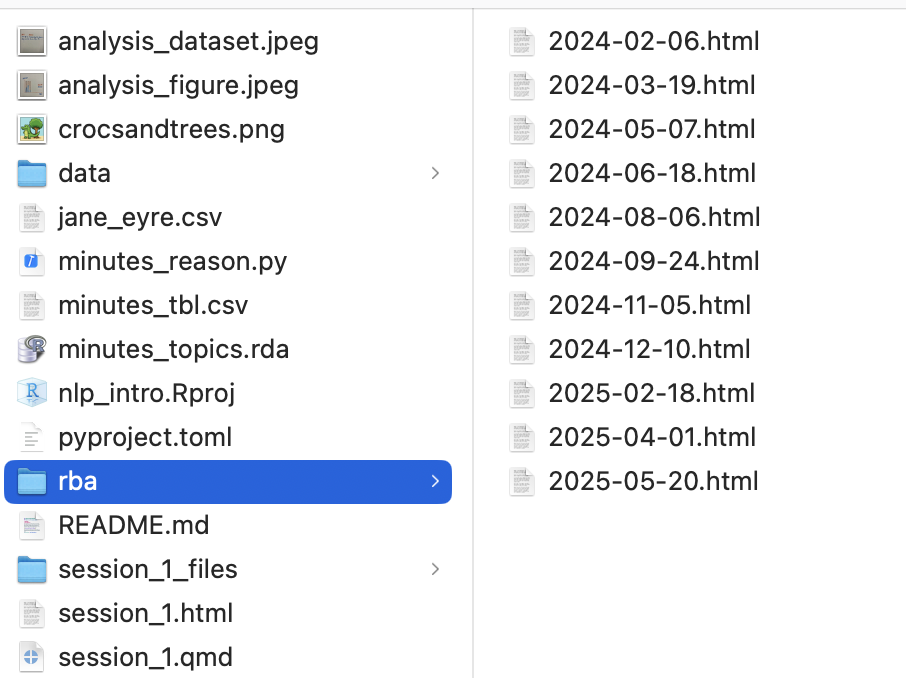 analysis_dataset.jpeg
analysis_figure.jpeg
crocsandtrees.png
data
jane_eyre.csv
minutes_reason.py
minutes_tbl.csv
minutes_topics.rda
nlp_intro.Rproj
pyproject.toml
rba
README.md
session_1_files
session_1.html
session_1.qmd
2024-02-06.html
2024-03-19.html
2024-05-07.html
2024-06-18.html
2024-08-06.html
2024-09-24.html
2024-11-05.html
2024-12-10.html
2025-02-18.html
2025-04-01.html
2025-05-20.html